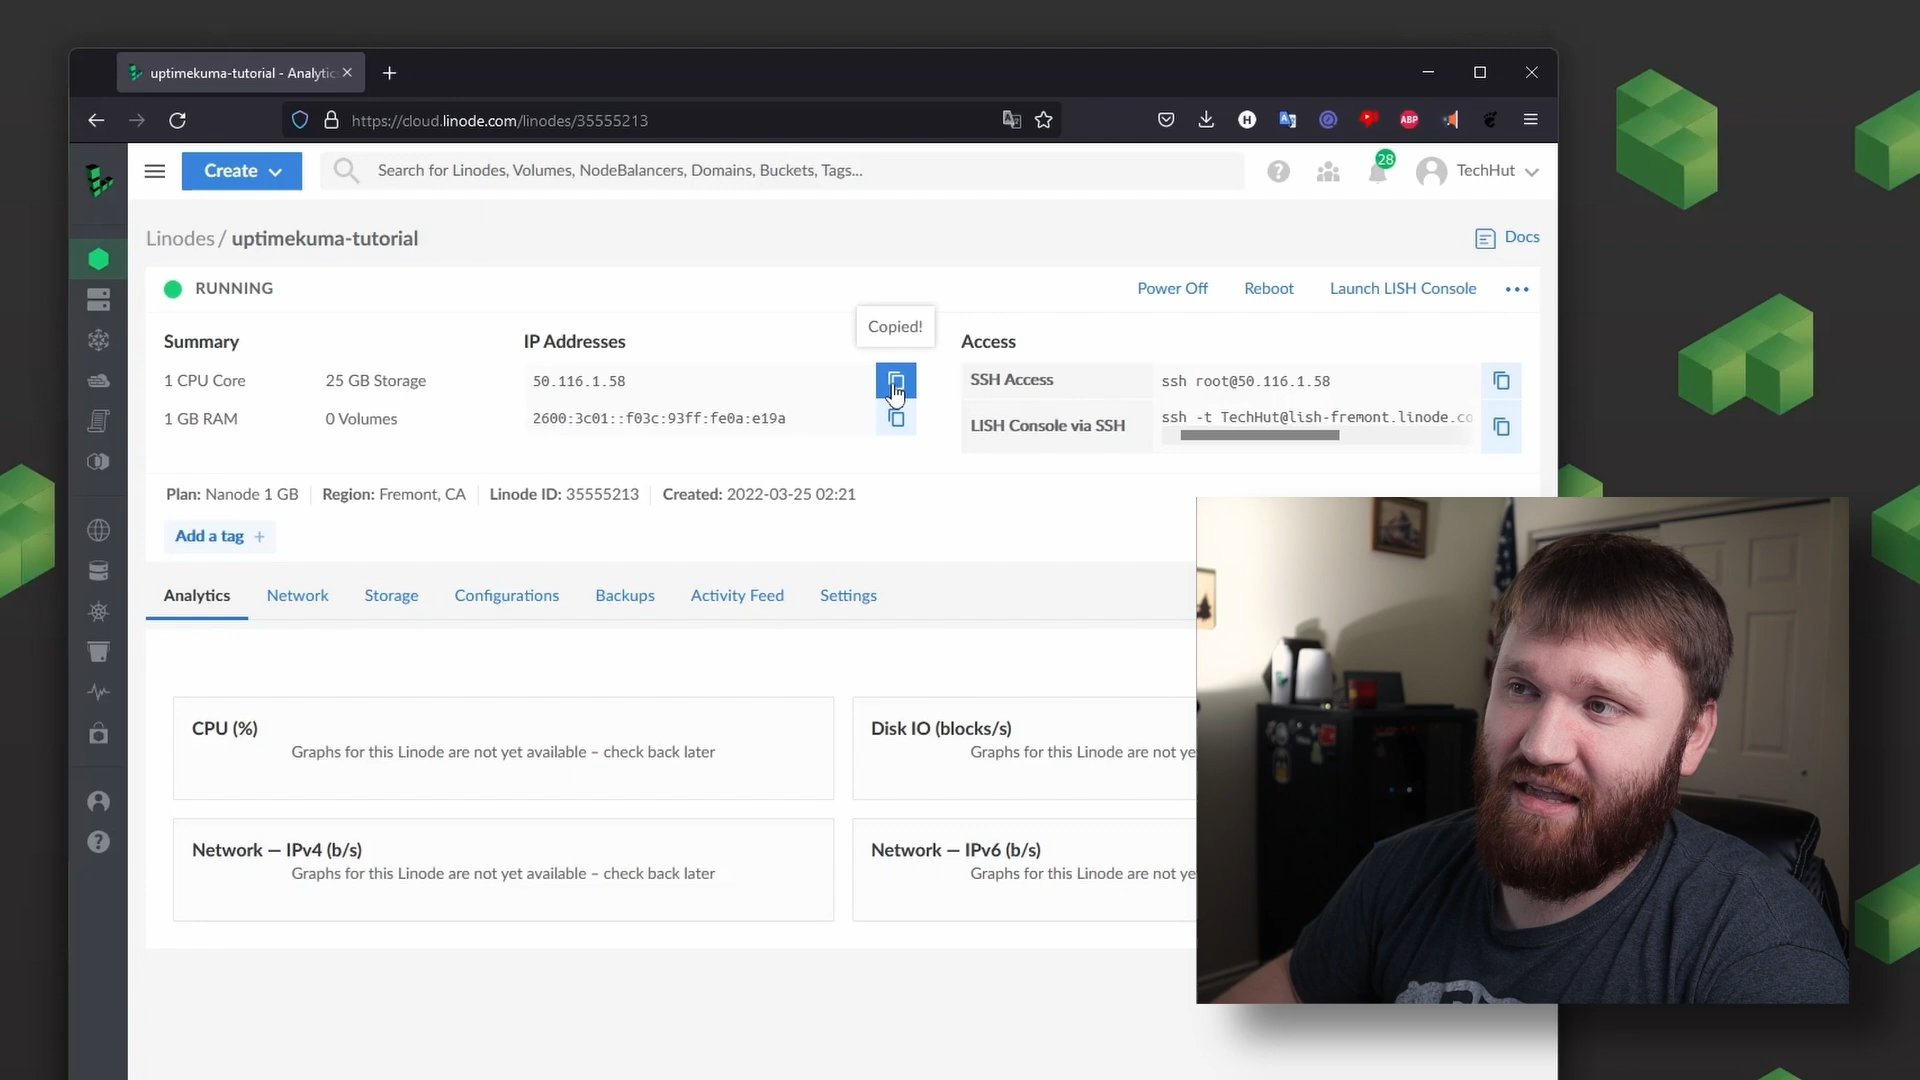 uptimekuma-tutorial - Analytic
https://cloud.linode.com/linodes/35555213
ABP
Create
Search for Linodes, Volumes, NodeBalancers, Domains, Buckets, Tags...
28
TechHut
Linodes / uptimekuma-tutorial
Docs
RUNNING
Power Off
Reboot
Launch LISH Console
Copied!
Summary
IP Addresses
Access
1 CPU Core
25 GB Storage
50.116.1.58
SSH Access
ssh root@50.116.1.58
1 GB RAM
0 Volumes
2600:3c01::f03c:93ff:fe0a:e19a
LISH Console via SSH
ssh -t TechHut@lish-fremont.linode.co
Plan: Nanode 1 GB
Region: Fremont, CA
Linode ID: 35555213
Created: 2022-03-25 02:21
Add a tag +
Analytics
Network
Storage
Configurations
Backups
Activity Feed
Settings
CPU (%)
Graphs for this Linode are not yet available – check back later
Disk IO (blocks/s)
Graphs for this Linode are not ye
Network — IPv4 (b/s)
Graphs for this Linode are not yet available – check back later
Network — IPv6 (b/s)
Graphs for this Linode are not ye